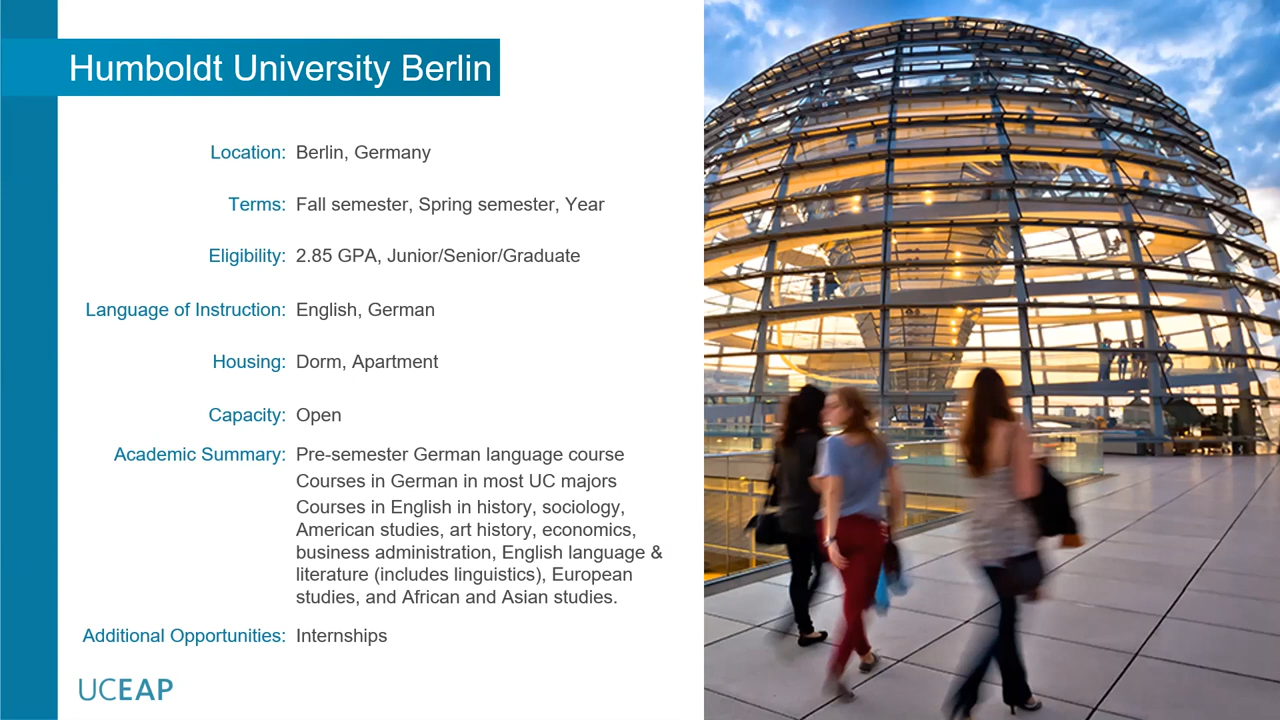 Humboldt University Berlin
Location: Berlin, Germany
Terms: Fall semester, Spring semester, Year
Eligibility: 2.85 GPA, Junior/Senior/Graduate
Language of Instruction: English, German
Housing: Dorm, Apartment
Capacity: Open
Academic Summary: Pre-semester German language course
Courses in German in most UC majors
Courses in English in history, sociology,
American studies, art history, economics,
business administration, English language &
literature (includes linguistics), European
studies, and African and Asian studies.
Additional Opportunities: Internships
UCEAP